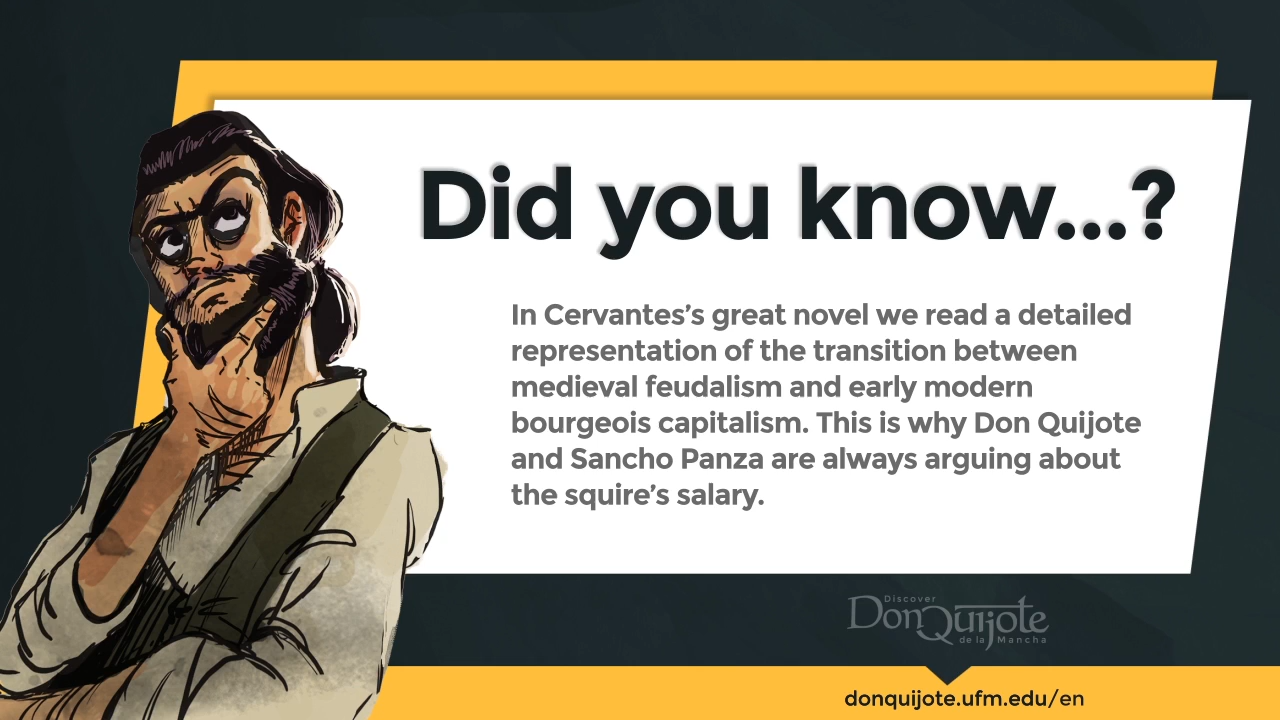 Did you know...?
In Cervantes’s great novel we read a detailed
representation of the transition between
medieval feudalism and early modern
bourgeois capitalism. This is why Don Quijote
and Sancho Panza are always arguing about
the squire’s salary.
Discover
Don Quijote
de la Mancha
donquijote.ufm.edu/en